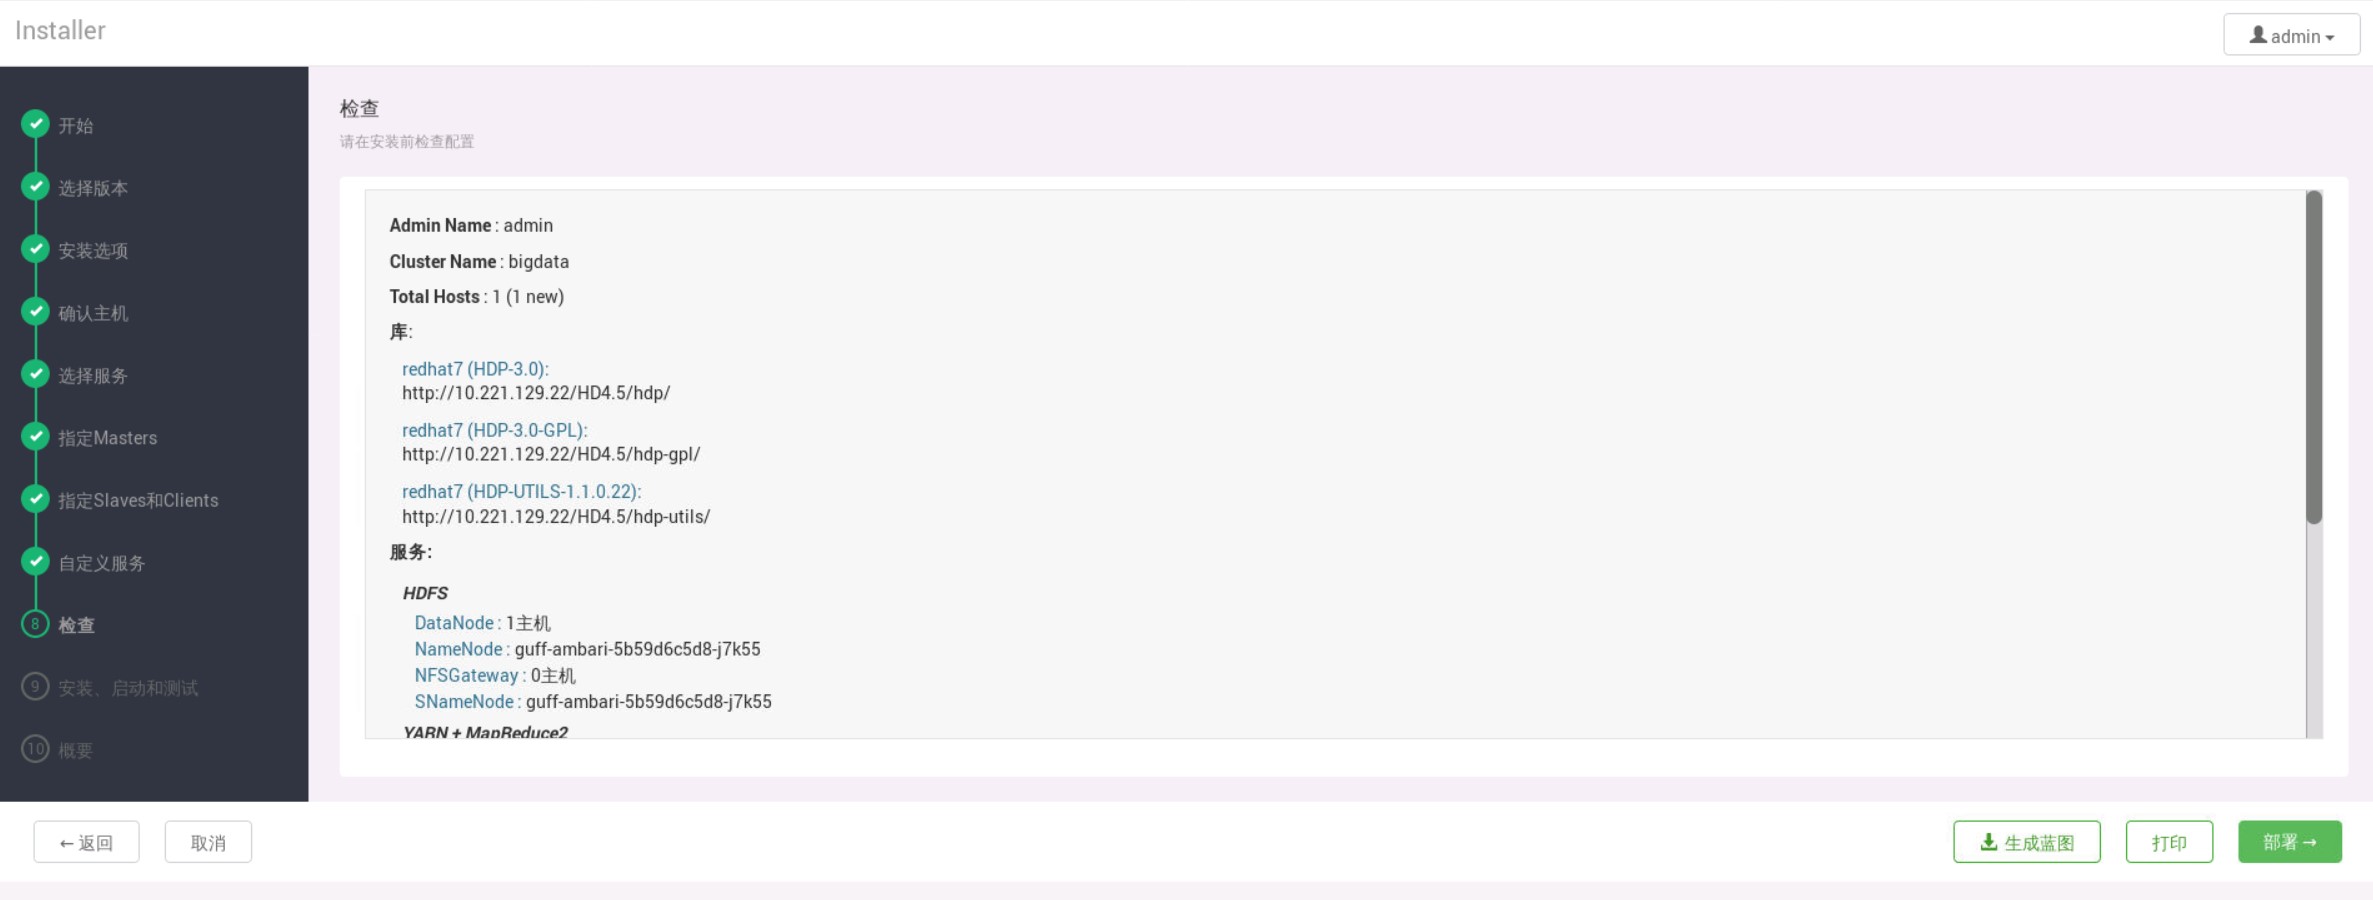 Installer
admin
开始
选择版本
安装选项
确认主机
选择服务
指定Masters
指定Slaves和Clients
自定义服务
8 检查
9 安装、启动和测试
10 概要
检查
请在安装前检查配置
Admin Name : admin
Cluster Name : bigdata
Total Hosts : 1 (1 new)
库:
redhat7 (HDP-3.0):
http://10.221.129.22/HD4.5/hdp/
redhat7 (HDP-3.0-GPL):
http://10.221.129.22/HD4.5/hdp-gpl/
redhat7 (HDP-UTILS-1.1.0.22):
http://10.221.129.22/HD4.5/hdp-utils/
服务:
HDFS
DataNode : 1主机
NameNode : guff-ambari-5b59d6c5d8-j7k55
NFSGateway : 0主机
SNameNode : guff-ambari-5b59d6c5d8-j7k55
YARN + MapReduce2
←返回
取消
生成蓝图
打印
部署→